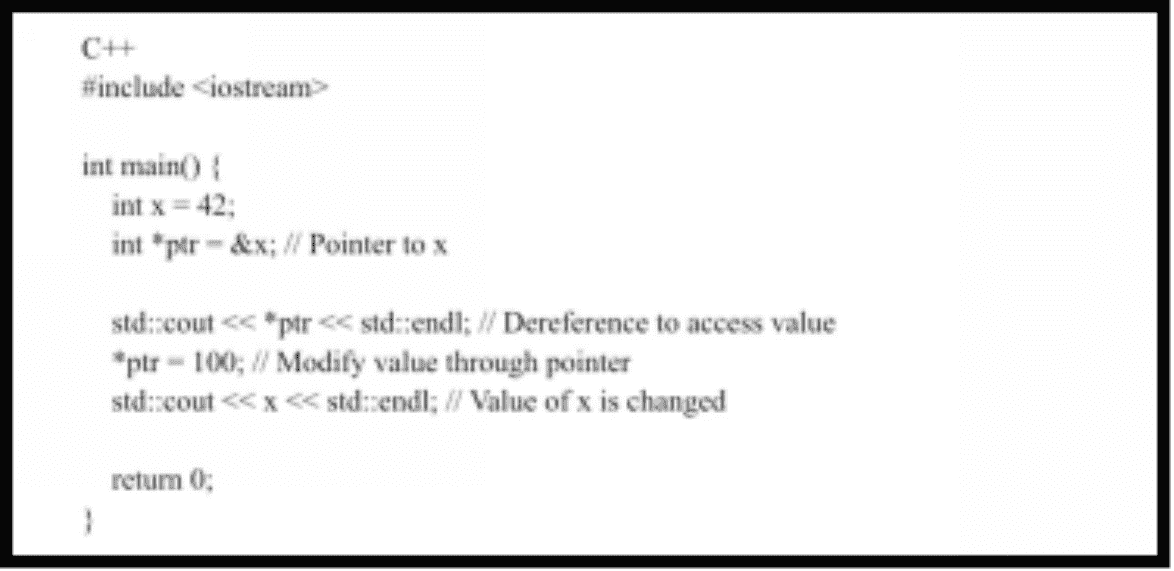 C++
#include <iostream>
int main() {
int x = 42;
int *ptr = &x; // Pointer to x
std::cout << *ptr << std::endl; // Dereference to access value
*ptr = 100; // Modify value through pointer
std::cout << x << std::endl; // Value of x is changed
return 0;
}